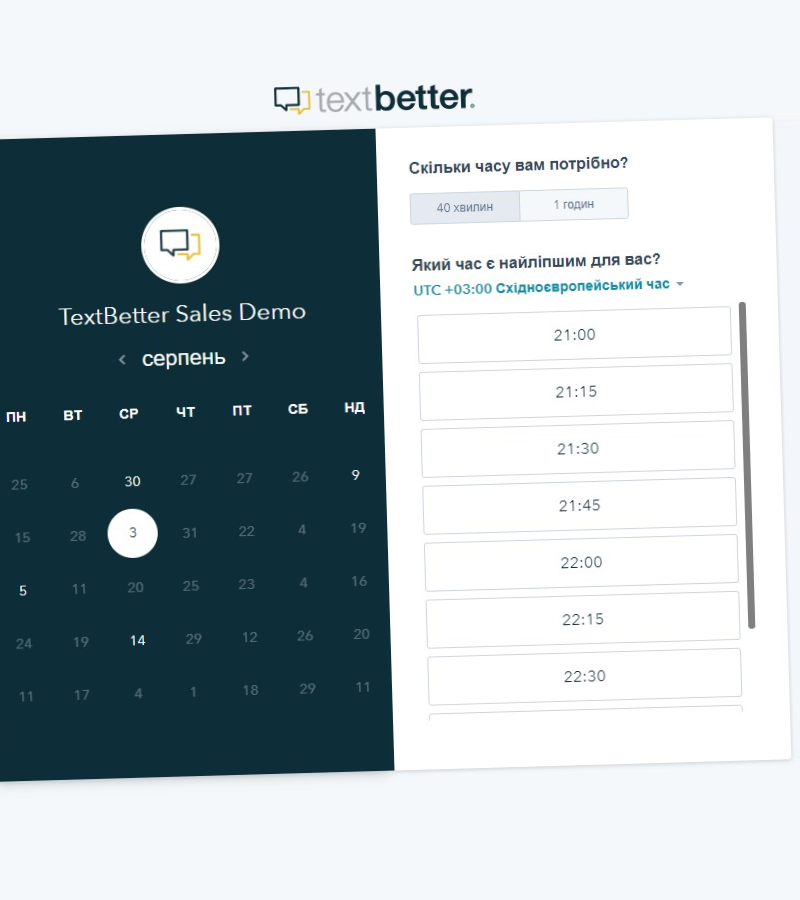 textbetter.
TextBetter Sales Demo
серпень
ПН ВТ СР ЧТ ПТ СБ НД
25 6 30 27 27 26 9
15 28 3 31 22 4 19
5 11 20 25 23 4 16
24 19 14 29 12 26 20
11 17 4 1 18 29 11
Скільки часу вам потрібно?
40 хвилин 1 годин
Який час є найліпшим для вас?
UTC +03:00 Східноєвропейський час
21:00
21:15
21:30
21:45
22:00
22:15
22:30